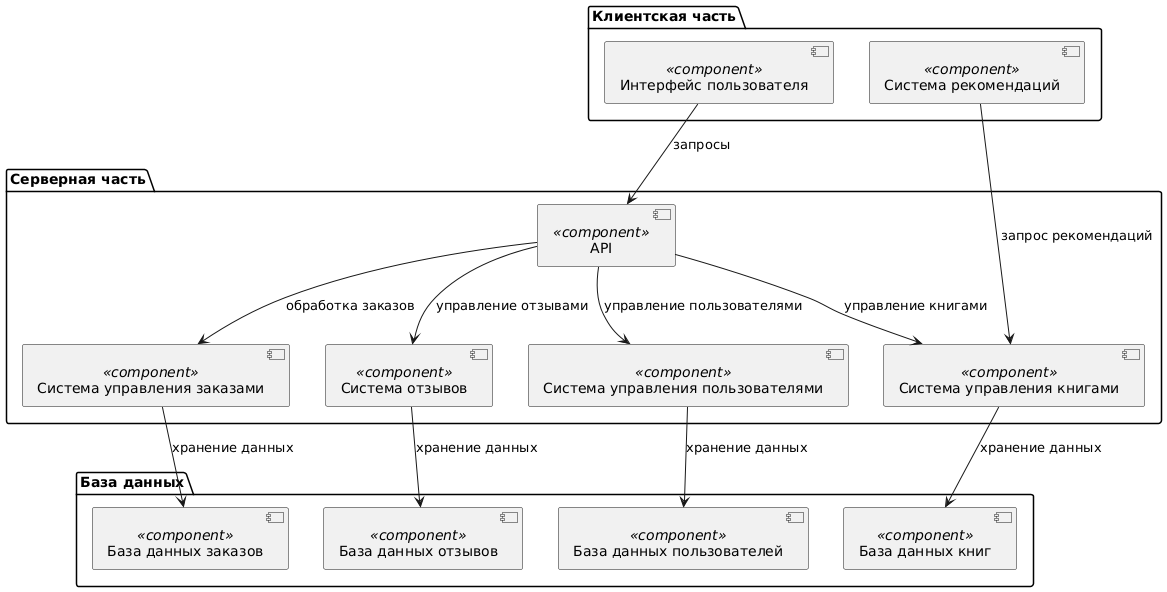 Клиентская часть
«component»
Интерфейс пользователя
«component»
Система рекомендаций
запросы
запрос рекомендаций
Серверная часть
«component»
API
обработка заказов
управление отзывами
управление пользователями
управление книгами
«component»
Система управления заказами
«component»
Система отзывов
«component»
Система управления пользователями
«component»
Система управления книгами
хранение данных
хранение данных
хранение данных
хранение данных
База данных
«component»
База данных заказов
«component»
База данных отзывов
«component»
База данных пользователей
«component»
База данных книг